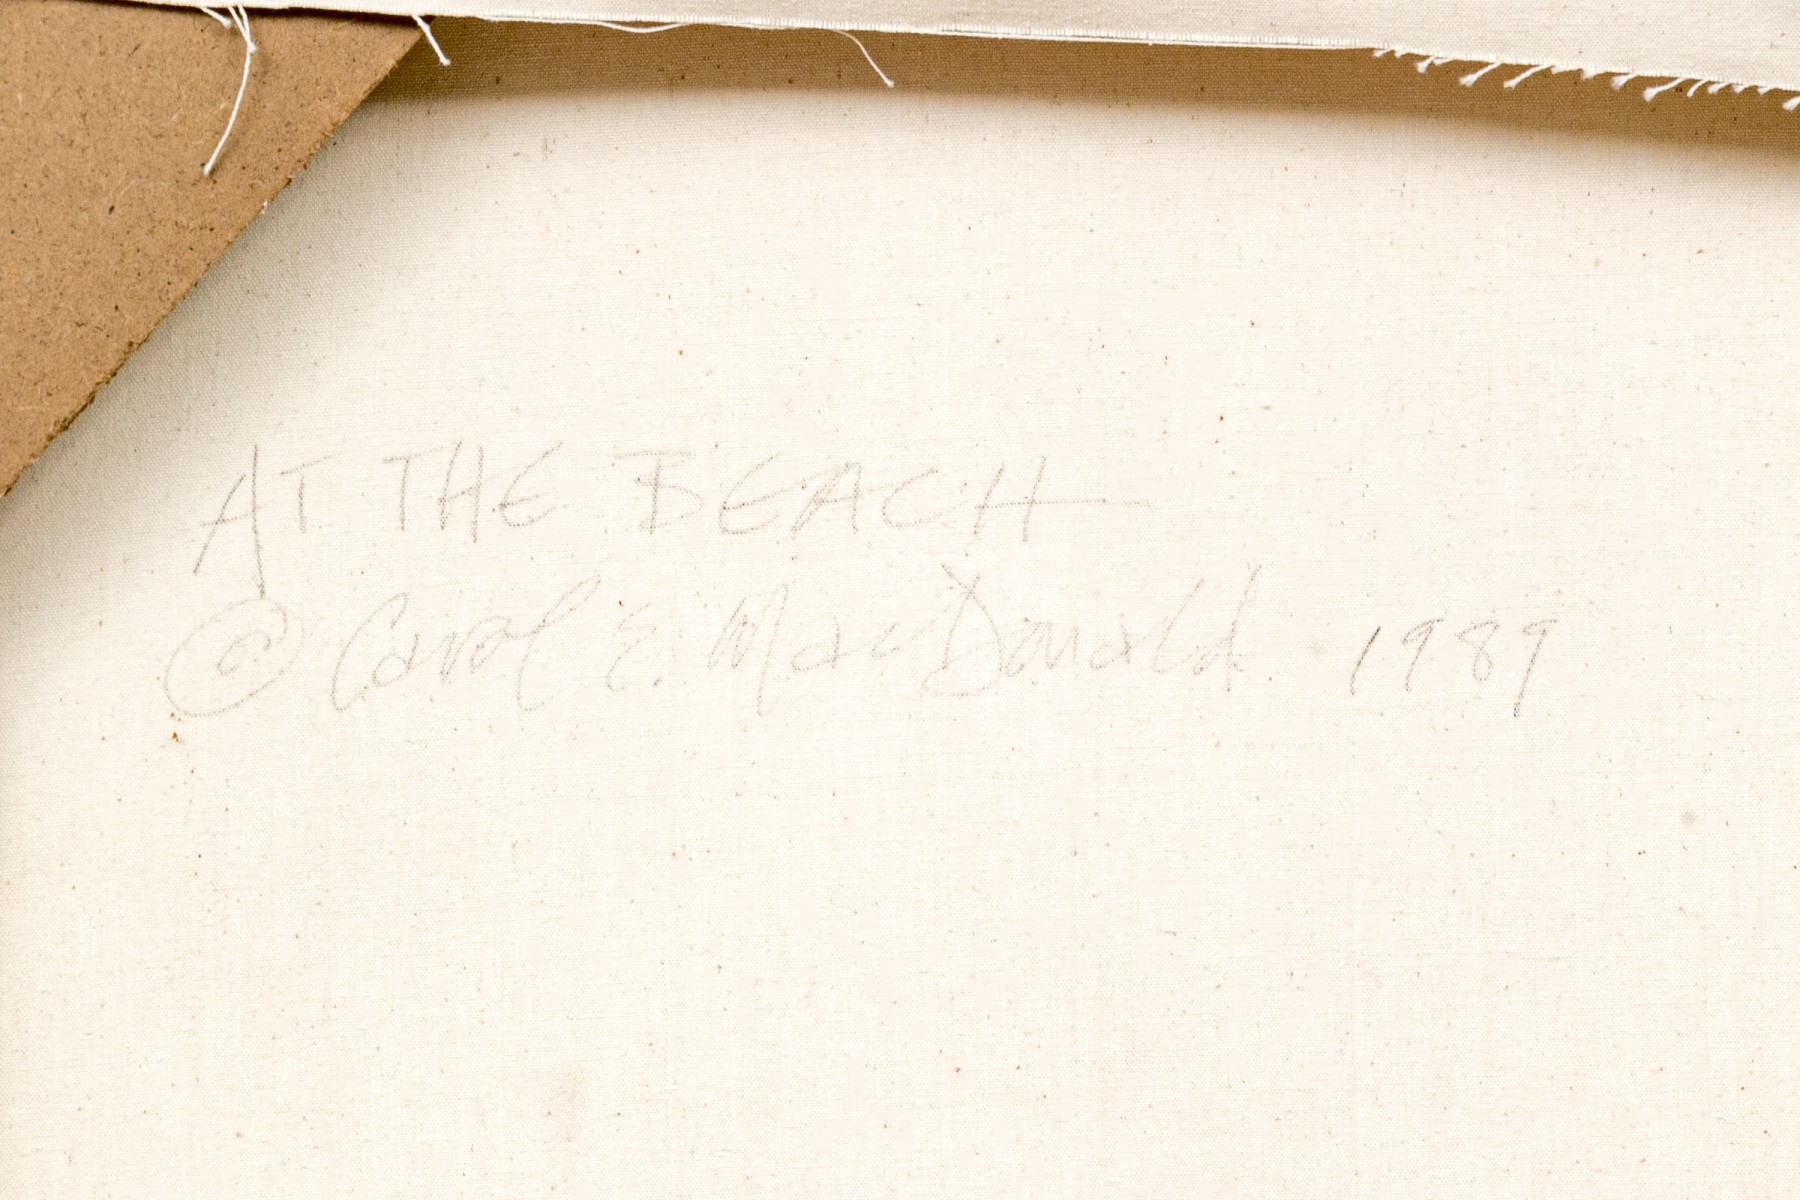 AT THE BEACH
© Carol E. MacDonald 1989